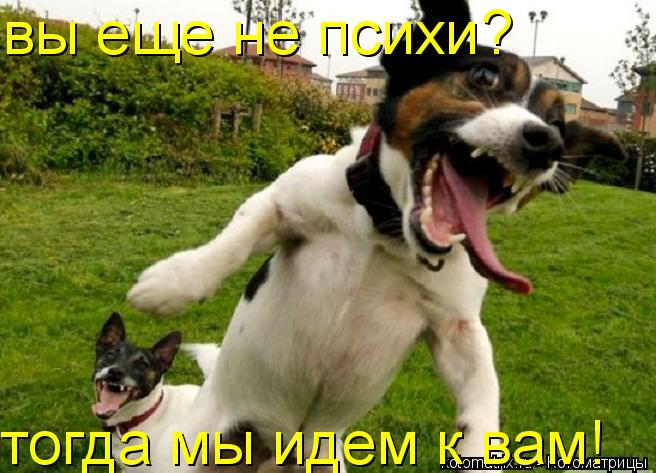 вы еще не психи?
тогда мы идем к вам!